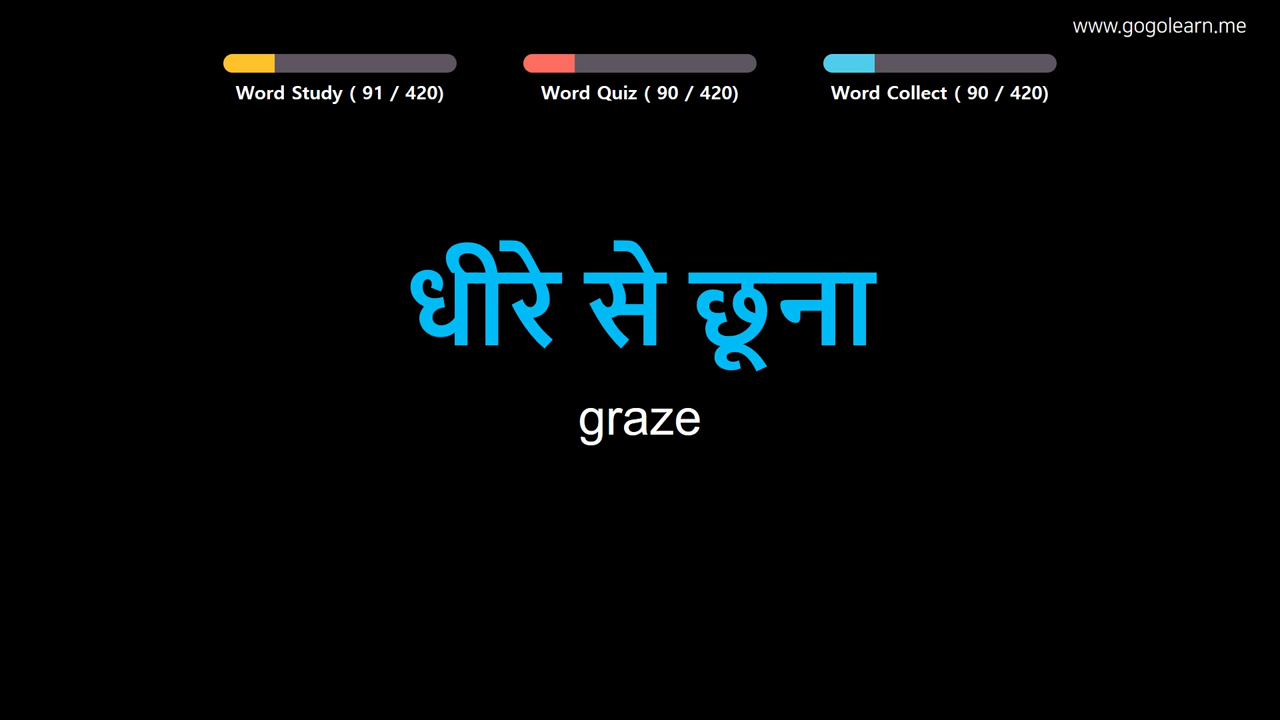 www.gogolearn.me
Word Study ( 91 / 420)
Word Quiz ( 90 / 420)
Word Collect ( 90 / 420)
धीरे से छूना
graze